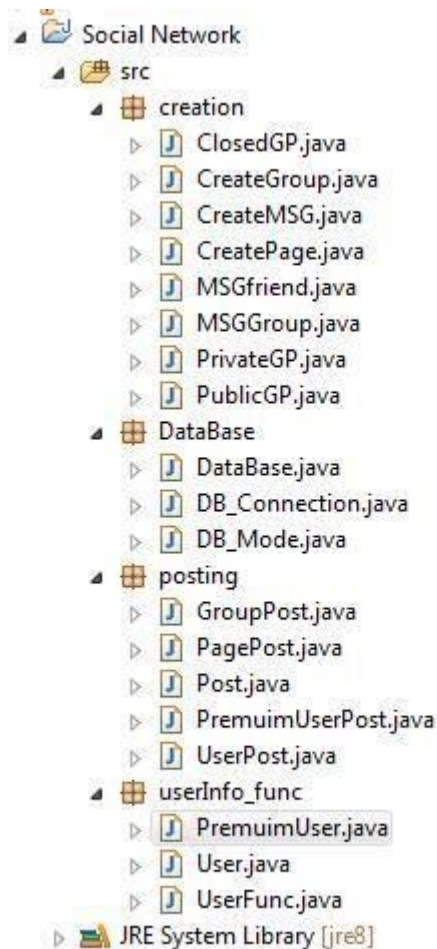 Social Network
src
creation
ClosedGP.java
CreateGroup.java
CreateMSG.java
CreatePage.java
MSGfriend.java
MSGGroup.java
PrivateGP.java
PublicGP.java
DataBase
DataBase.java
DB_Connection.java
DB_Mode.java
posting
GroupPost.java
PagePost.java
Post.java
PremuimUserPost.java
UserPost.java
userInfo_func
PremuimUser.java
User.java
UserFunc.java
JRE System Library [jre8]